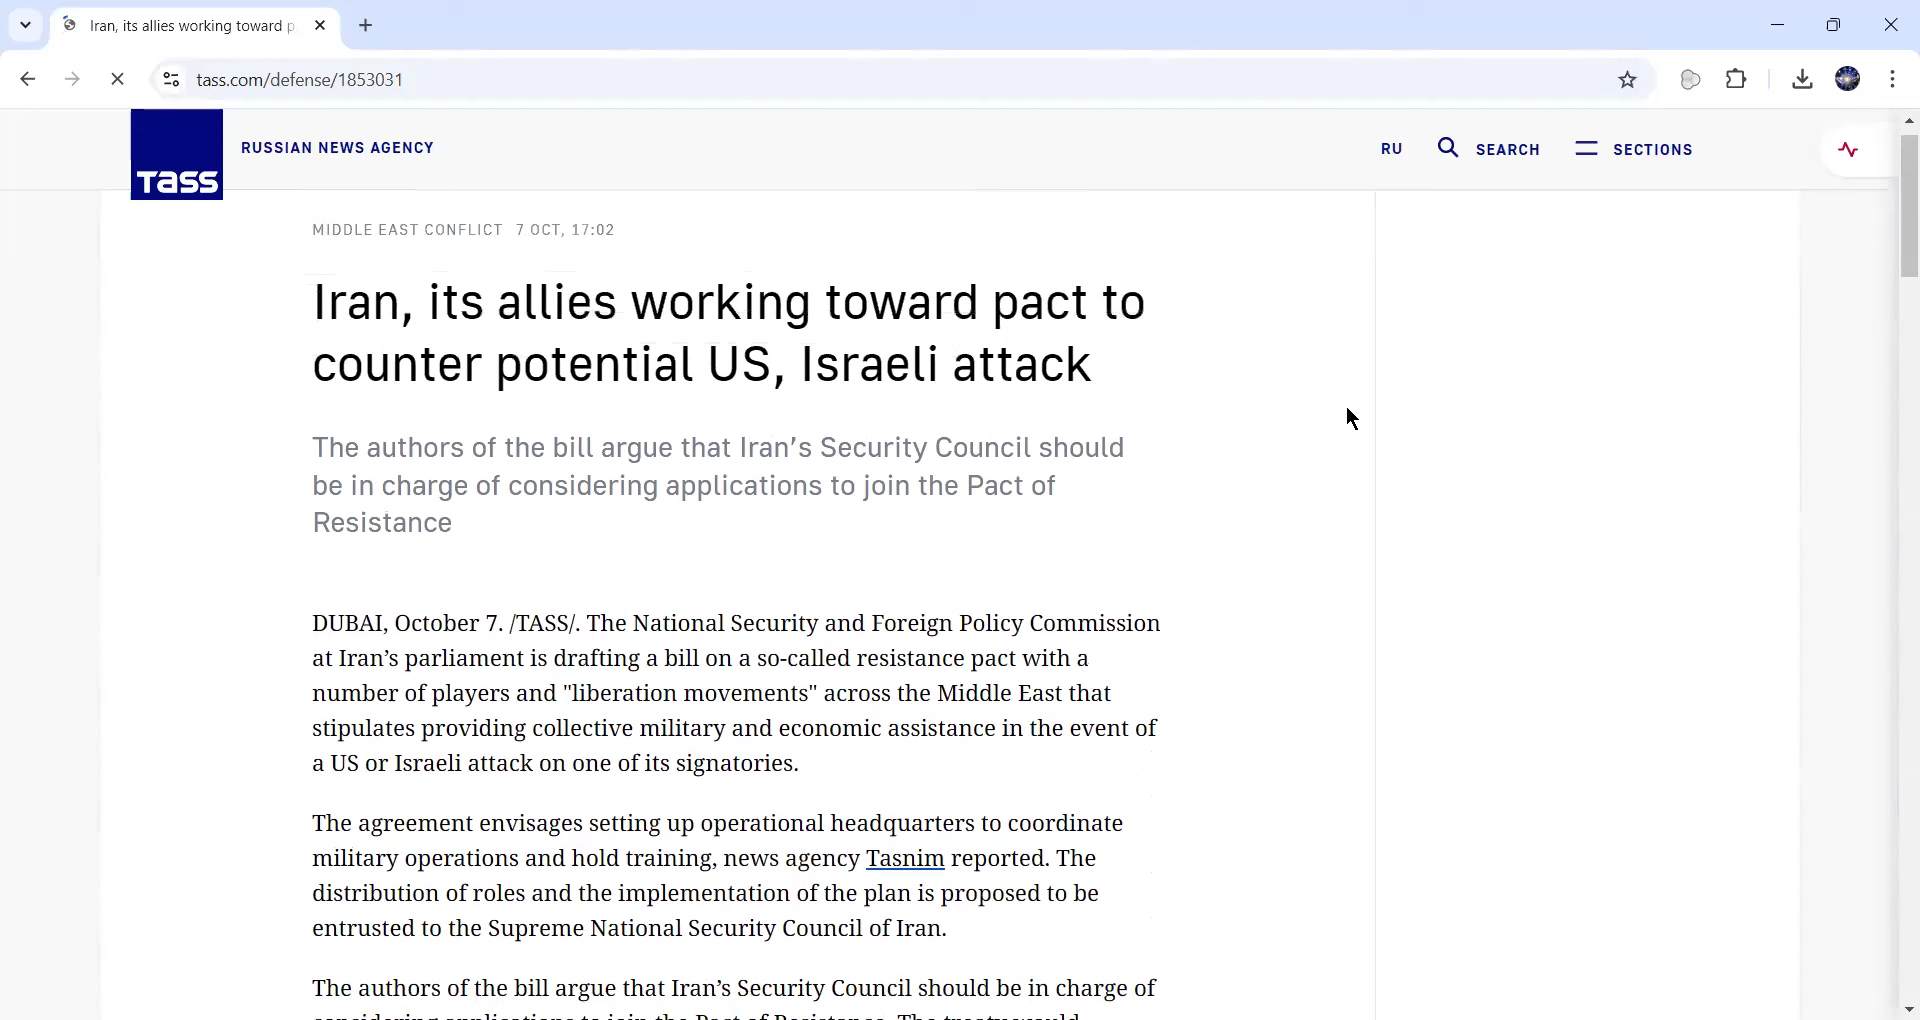 Iran, its allies working toward p
tass.com/defense/1853031
TASS
RUSSIAN NEWS AGENCY
RU
SEARCH
SECTIONS
MIDDLE EAST CONFLICT 7 OCT, 17:02
Iran, its allies working toward pact to
counter potential US, Israeli attack
The authors of the bill argue that Iran’s Security Council should
be in charge of considering applications to join the Pact of
Resistance
DUBAI, October 7. /TASS/. The National Security and Foreign Policy Commission
at Iran’s parliament is drafting a bill on a so-called resistance pact with a
number of players and "liberation movements" across the Middle East that
stipulates providing collective military and economic assistance in the event of
a US or Israeli attack on one of its signatories.
The agreement envisages setting up operational headquarters to coordinate
military operations and hold training, news agency Tasnim reported. The
distribution of roles and the implementation of the plan is proposed to be
entrusted to the Supreme National Security Council of Iran.
The authors of the bill argue that Iran’s Security Council should be in charge of